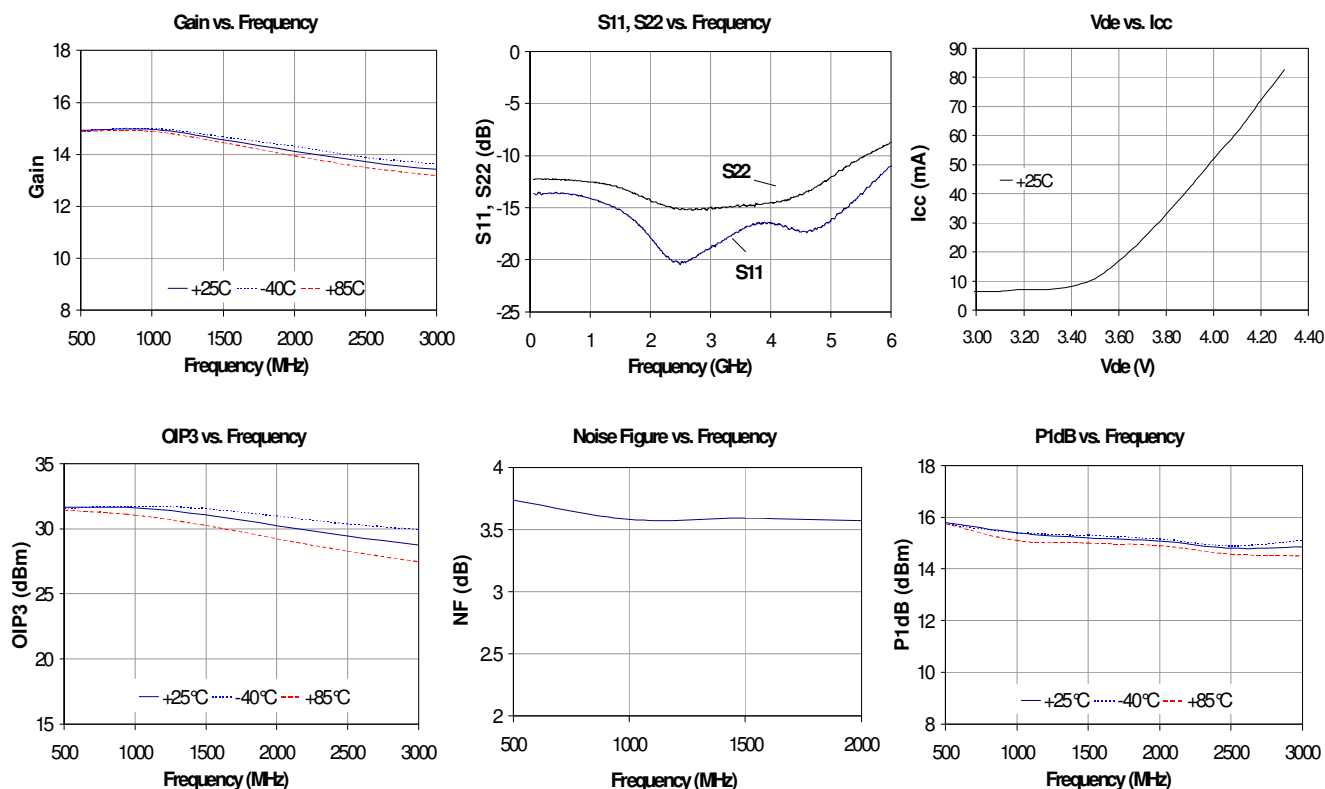 Gain vs. Frequency
18
16
14
12
10
8
Gain
+25C -40C +85C
500 1000 1500 2000 2500 3000
Frequency (MHz)
S11, S22 vs. Frequency
0
-5
-10
-15
-20
-25
S11, S22 (dB)
S22
S11
0 1 2 3 4 5 6
Frequency (GHz)
Vde vs. Icc
90
80
70
60
50
40
30
20
10
0
Icc (mA)
+25C
3.00 3.20 3.40 3.60 3.80 4.00 4.20 4.40
Vde (V)
OIP3 vs. Frequency
35
31
27
23
19
15
OIP3 (dBm)
+25°C -40°C +85°C
500 1000 1500 2000 2500 3000
Frequency (MHz)
Noise Figure vs. Frequency
4
3.5
3
2.5
2
NF (dB)
500 1000 1500 2000
Frequency (MHz)
P1dB vs. Frequency
18
16
14
12
10
8
P1dB (dBm)
+25°C -40°C +85°C
500 1000 1500 2000 2500 3000
Frequency (MHz)